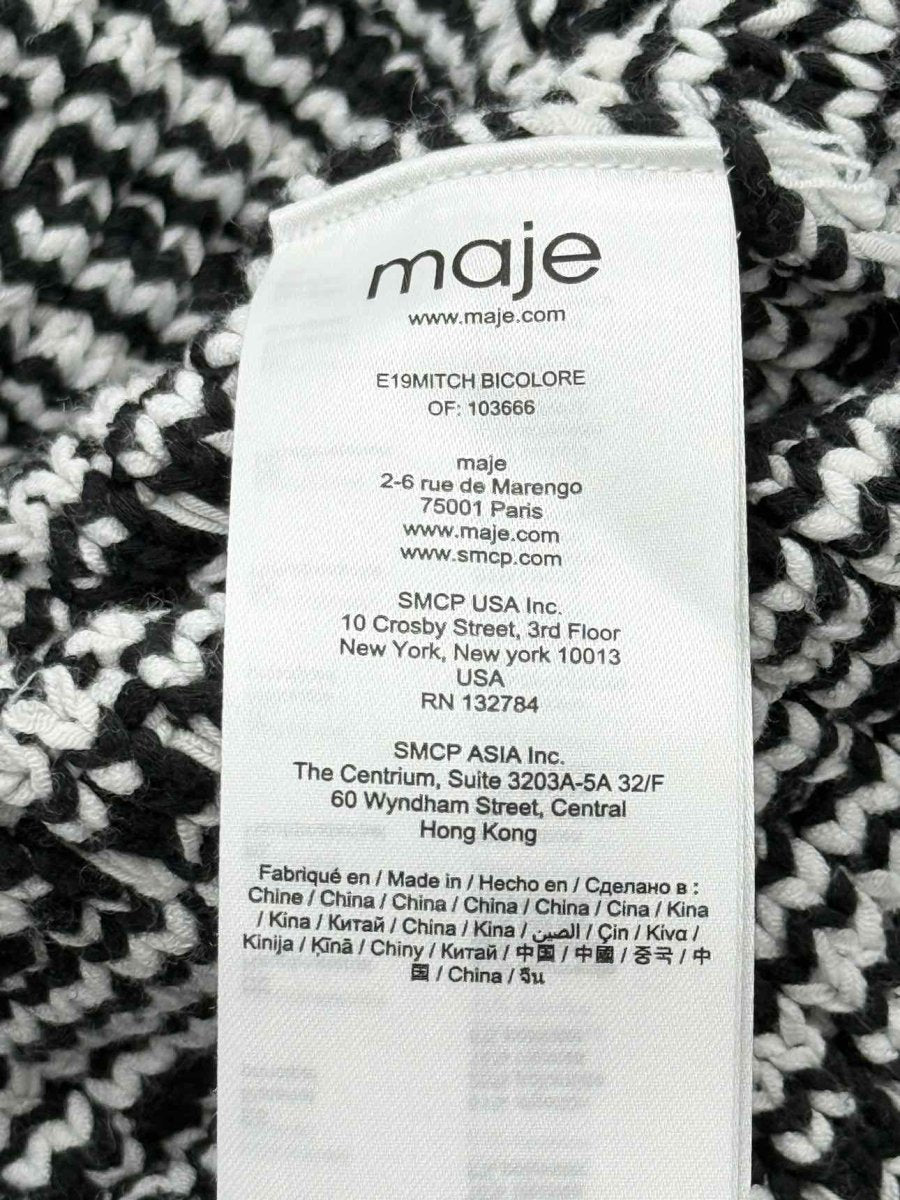 maje
www.maje.com
E19MITCH BICOLORE
OF: 103666
maje
2-6 rue de Marengo
75001 Paris
www.maje.com
www.smcp.com
SMCP USA Inc.
10 Crosby Street, 3rd Floor
New York, New york 10013
USA
RN 132784
SMCP ASIA Inc.
The Centrium, Suite 3203A-5A 32/F
60 Wyndham Street, Central
Hong Kong
Fabriqué en / Made in / Hecho en / Сделано в :
Chine / China / China / China / China / Cina / Kina
/ Kina / Китай / China / Kina / الصين / Çin / Κίνα /
Kinija / Ķīnā / Chiny / Китай / 中国 / 中國 / 중국 / 中
国 / China / จีน